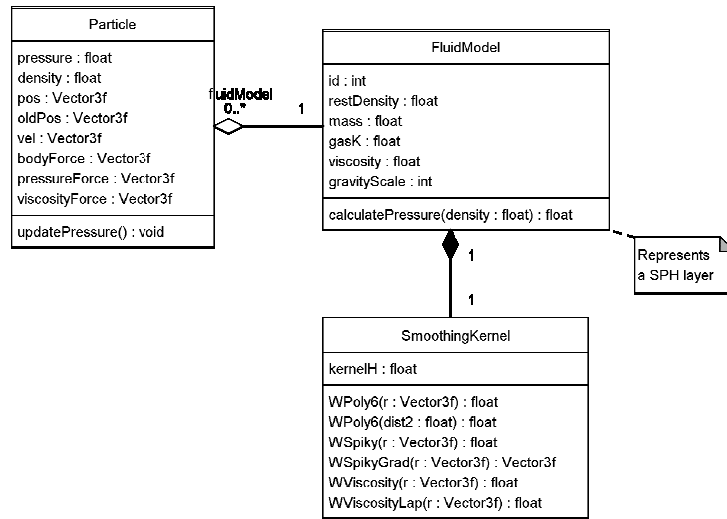 Particle
pressure : float
density : float
pos : Vector3f
oldPos : Vector3f
vel : Vector3f
bodyForce : Vector3f
pressureForce : Vector3f
viscosityForce : Vector3f
updatePressure() : void
fluidModel
0..*
1
FluidModel
id : int
restDensity : float
mass : float
gasK : float
viscosity : float
gravityScale : int
calculatePressure(density : float) : float
Represents
a SPH layer
1
1
SmoothingKernel
kernelH : float
WPoly6(r : Vector3f) : float
WPoly6(dist2 : float) : float
WSpiky(r : Vector3f) : float
WSpikyGrad(r : Vector3f) : Vector3f
WViscosity(r : Vector3f) : float
WViscosityLap(r : Vector3f) : float